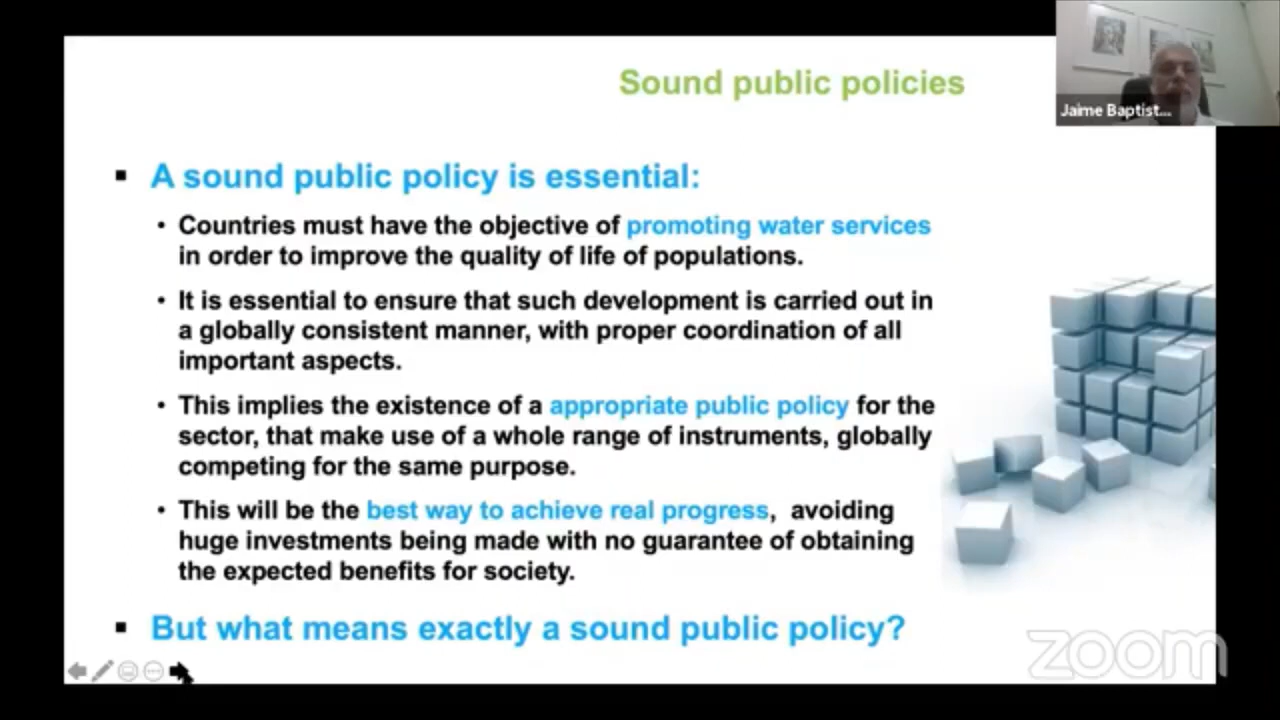 Sound public policies
Jaime Baptist...
A sound public policy is essential:
Countries must have the objective of promoting water services
in order to improve the quality of life of populations.
It is essential to ensure that such development is carried out in
a globally consistent manner, with proper coordination of all
important aspects.
This implies the existence of a appropriate public policy for the
sector, that make use of a whole range of instruments, globally
competing for the same purpose.
This will be the best way to achieve real progress, avoiding
huge investments being made with no guarantee of obtaining
the expected benefits for society.
But what means exactly a sound public policy?
zoom